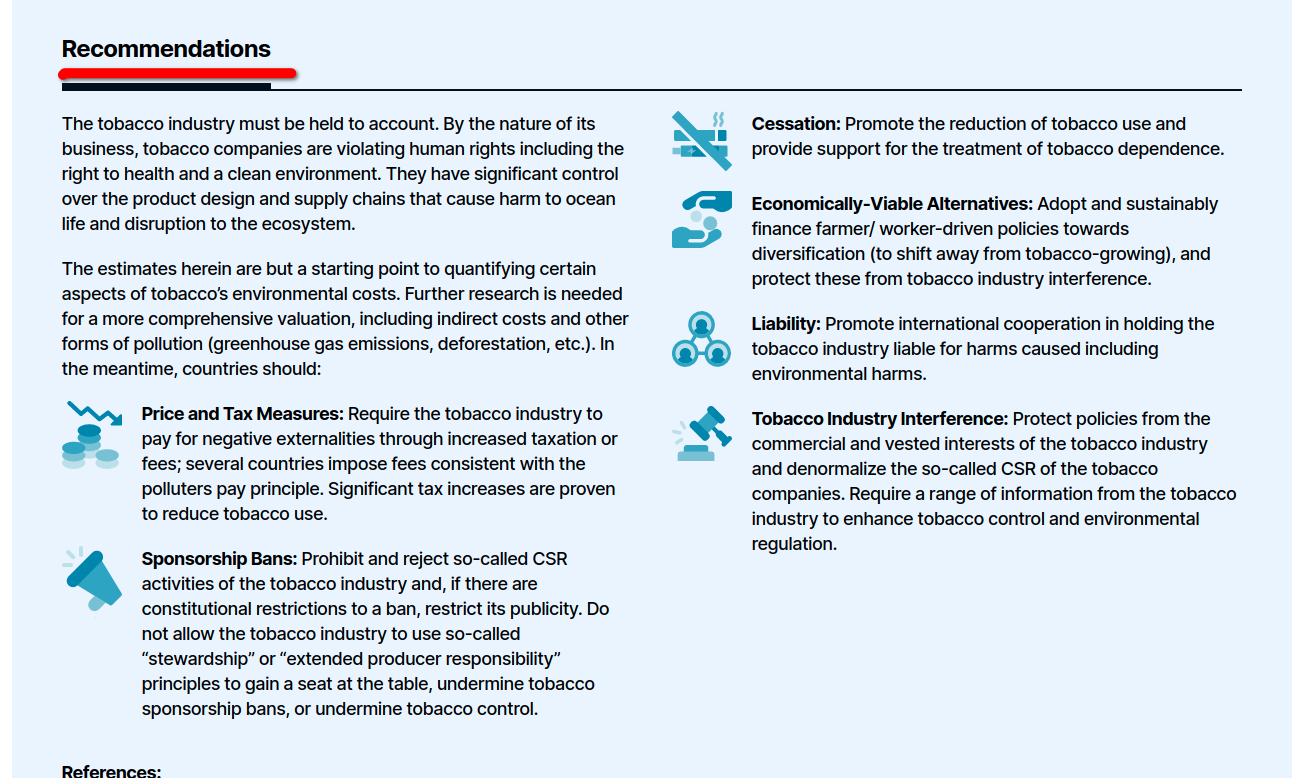 Recommendations
The tobacco industry must be held to account. By the nature of its
business, tobacco companies are violating human rights including the
right to health and a clean environment. They have significant control
over the product design and supply chains that cause harm to ocean
life and disruption to the ecosystem.
The estimates herein are but a starting point to quantifying certain
aspects of tobacco’s environmental costs. Further research is needed
for a more comprehensive valuation, including indirect costs and other
forms of pollution (greenhouse gas emissions, deforestation, etc.). In
the meantime, countries should:
Price and Tax Measures: Require the tobacco industry to
pay for negative externalities through increased taxation or
fees; several countries impose fees consistent with the
polluters pay principle. Significant tax increases are proven
to reduce tobacco use.
Sponsorship Bans: Prohibit and reject so-called CSR
activities of the tobacco industry and, if there are
constitutional restrictions to a ban, restrict its publicity. Do
not allow the tobacco industry to use so-called
“stewardship” or “extended producer responsibility”
principles to gain a seat at the table, undermine tobacco
sponsorship bans, or undermine tobacco control.
Cessation: Promote the reduction of tobacco use and
provide support for the treatment of tobacco dependence.
Economically-Viable Alternatives: Adopt and sustainably
finance farmer/ worker-driven policies towards
diversification (to shift away from tobacco-growing), and
protect these from tobacco industry interference.
Liability: Promote international cooperation in holding the
tobacco industry liable for harms caused including
environmental harms.
Tobacco Industry Interference: Protect policies from the
commercial and vested interests of the tobacco industry
and denormalize the so-called CSR of the tobacco
companies. Require a range of information from the tobacco
industry to enhance tobacco control and environmental
regulation.
References: